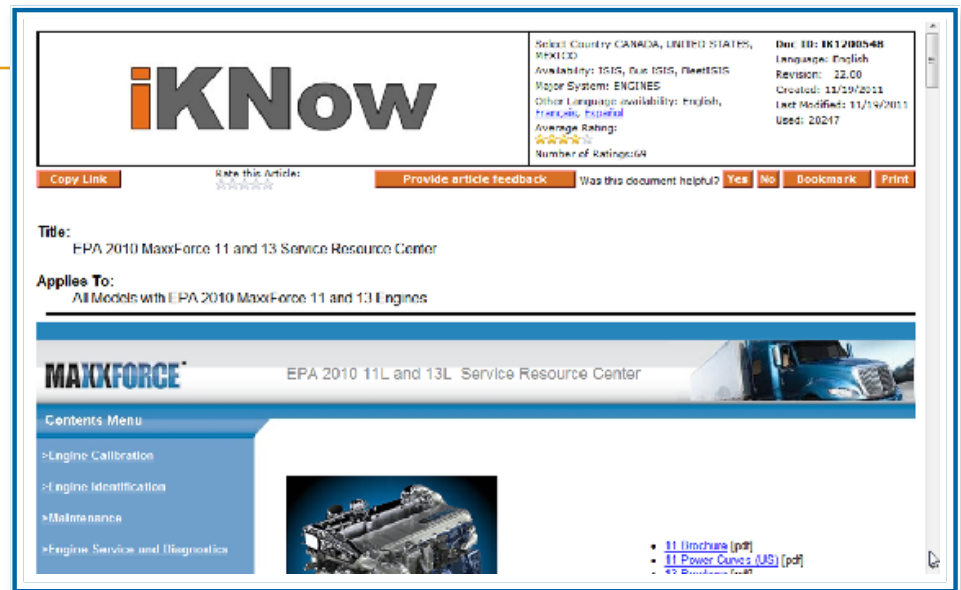 iKNow
Select Country CANADA, UNITED STATES,
MEXICO
Availability: ISIS, Bus ISIS, FleetISIS
Major System: ENGINES
Other Language availability: English,
Français, Español
Average Rating:
Number of Ratings:69
Doc ID: IK1200548
Language: English
Revision: 22.00
Created: 11/19/2011
Last Modified: 11/19/2011
Used: 20247
Copy Link
Rate this Article:
Provide article feedback
Was this document helpful? Yes No Bookmark Print
Title:
EPA 2010 MaxxForce 11 and 13 Service Resource Center
Applies To:
All Models with EPA 2010 MaxxForce 11 and 13 Engines
MAXXFORCE
EPA 2010 11L and 13L Service Resource Center
Contents Menu
>Engine Calibration
>Engine Identification
>Maintenance
>Engine Service and Diagnostics
11 Brochure [pdf]
11 Power Curves (US) [pdf]
13 Brochure [pdf]